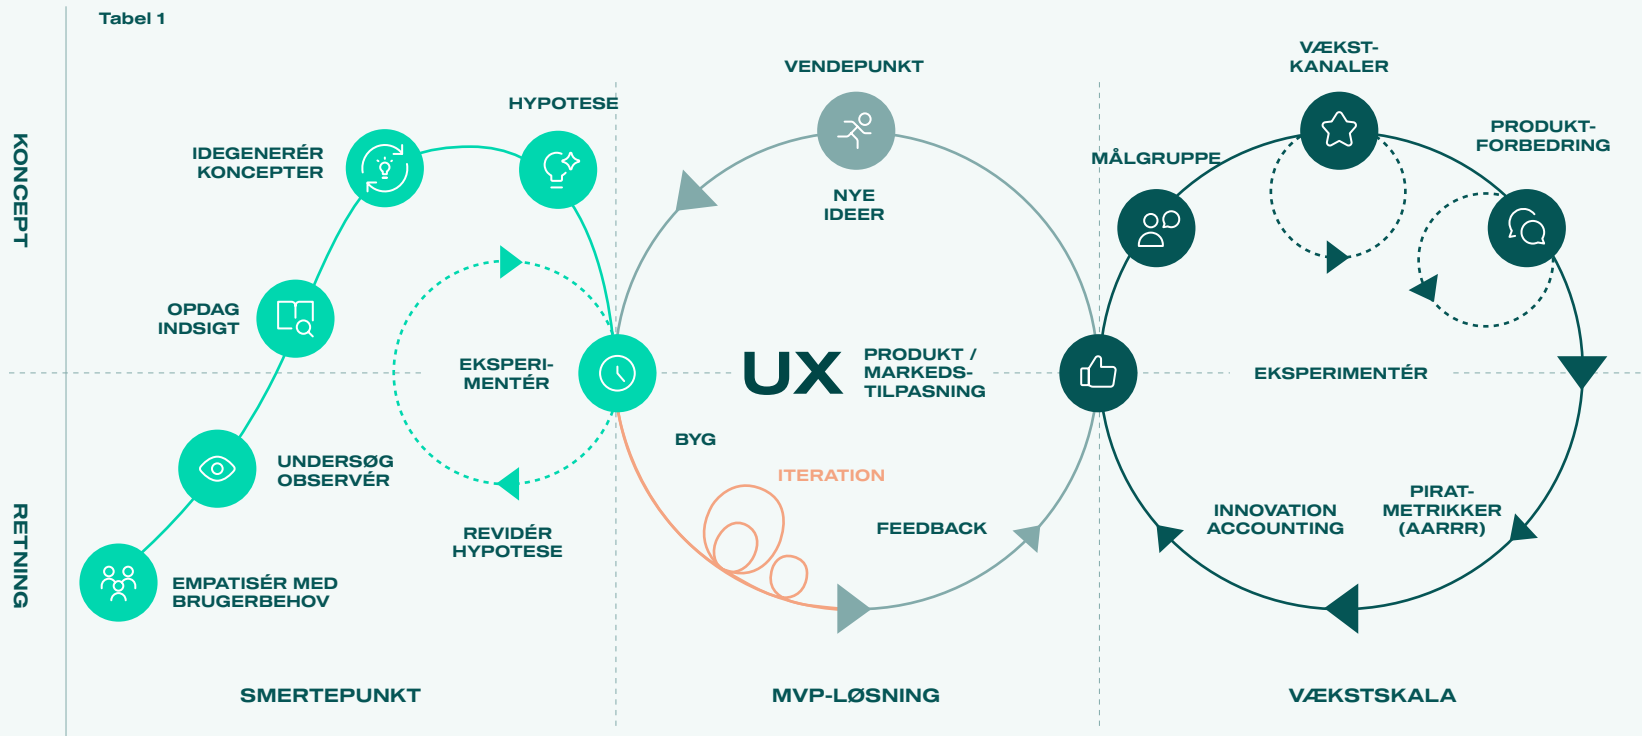 Tabel 1
KONCEPT
RETNING
IDEGENERÉR
KONCEPTER
HYPOTESE
OPDAG
INDSIGT
EKSPERI-
MENTÉR
UNDERSØG
OBSERVÉR
REVIDÉR
HYPOTESE
EMPATISÉR MED
BRUGERBEHOV
SMERTEPUNKT
VENDEPUNKT
NYE
IDEER
UX
PRODUKT /
MARKEDS-
TILPASNING
BYG
ITERATION
FEEDBACK
MVP-LØSNING
VÆKST-
KANALER
MÅLGRUPPE
PRODUKT-
FORBEDRING
EKSPERIMENTÉR
INNOVATION
ACCOUNTING
PIRAT-
METRIKKER
(AARRR)
VÆKSTSKALA